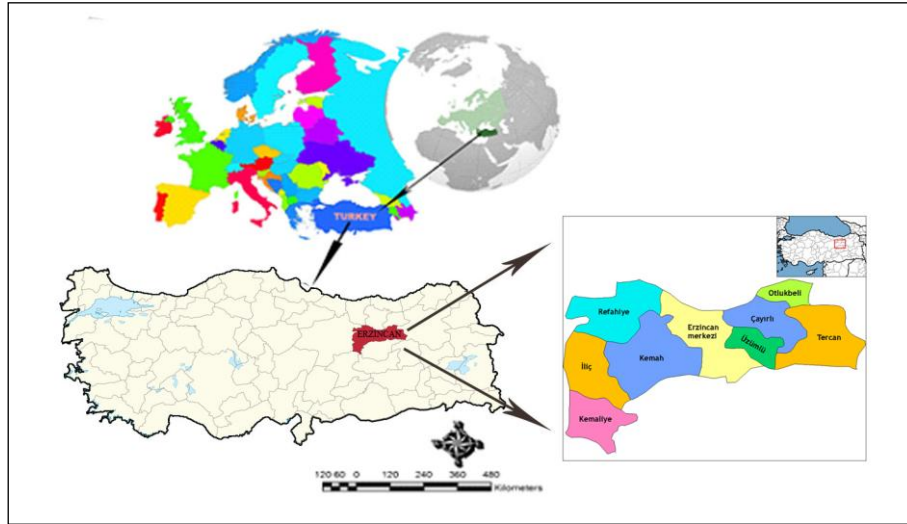 TURKEY
ERZINCAN
Otlukbeli
Refahiye
Çayırlı
Erzincan
merkezi
Tercan
Üzümlü
Kemah
İliç
Kemaliye
120 60 0 120 240 360 480
Kilometers